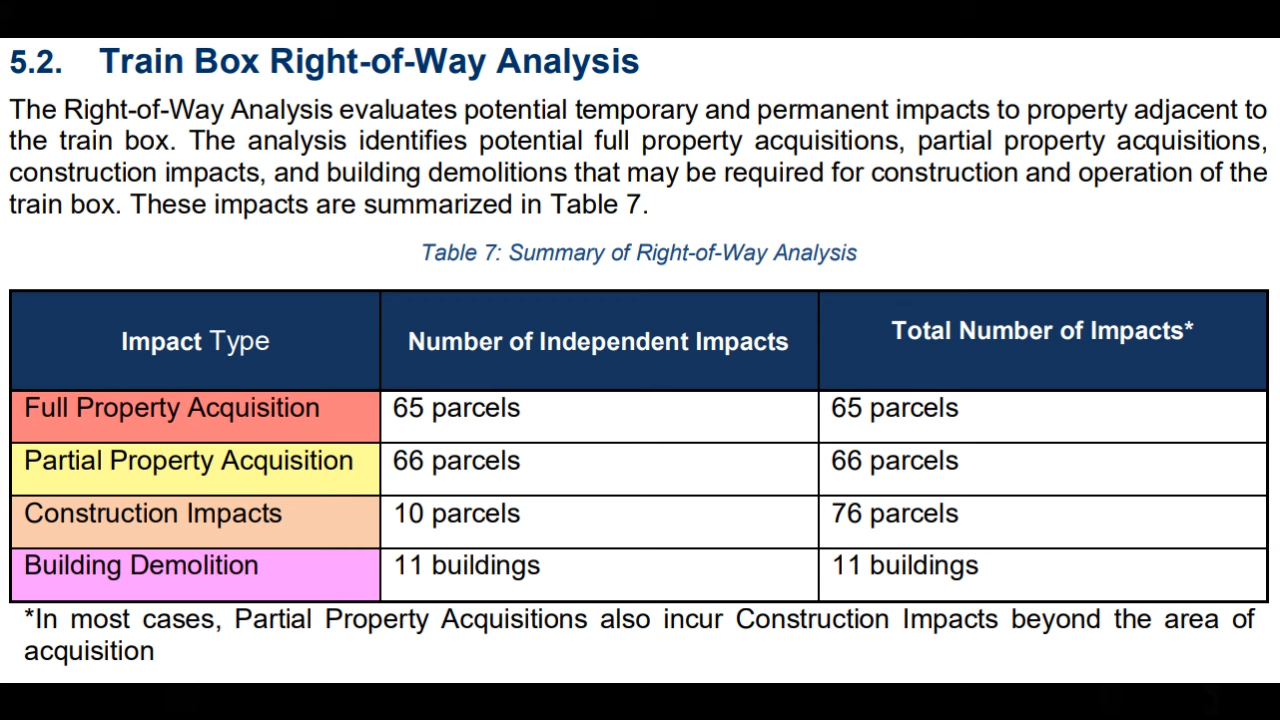 5.2. Train Box Right-of-Way Analysis
The Right-of-Way Analysis evaluates potential temporary and permanent impacts to property adjacent to
the train box. The analysis identifies potential full property acquisitions, partial property acquisitions,
construction impacts, and building demolitions that may be required for construction and operation of the
train box. These impacts are summarized in Table 7.
Table 7: Summary of Right-of-Way Analysis
Impact Type Number of Independent Impacts Total Number of Impacts*
Full Property Acquisition 65 parcels 65 parcels
Partial Property Acquisition 66 parcels 66 parcels
Construction Impacts 10 parcels 76 parcels
Building Demolition 11 buildings 11 buildings
*In most cases, Partial Property Acquisitions also incur Construction Impacts beyond the area of
acquisition